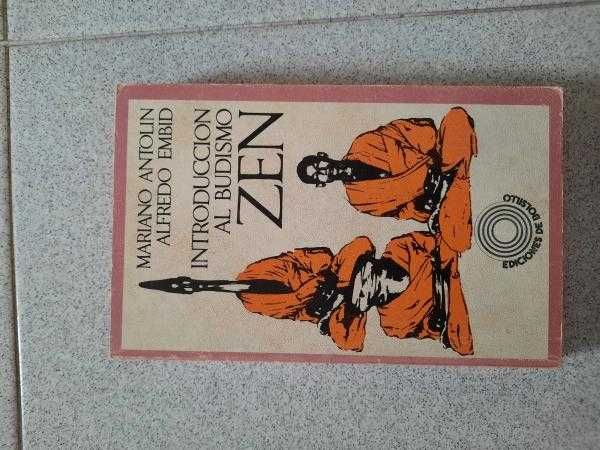 MARIANO ANTOLIN
ALFREDO EMBID
INTRODUCCION
AL BUDISMO
ZEN
EDICIONES DE BOLSILLO